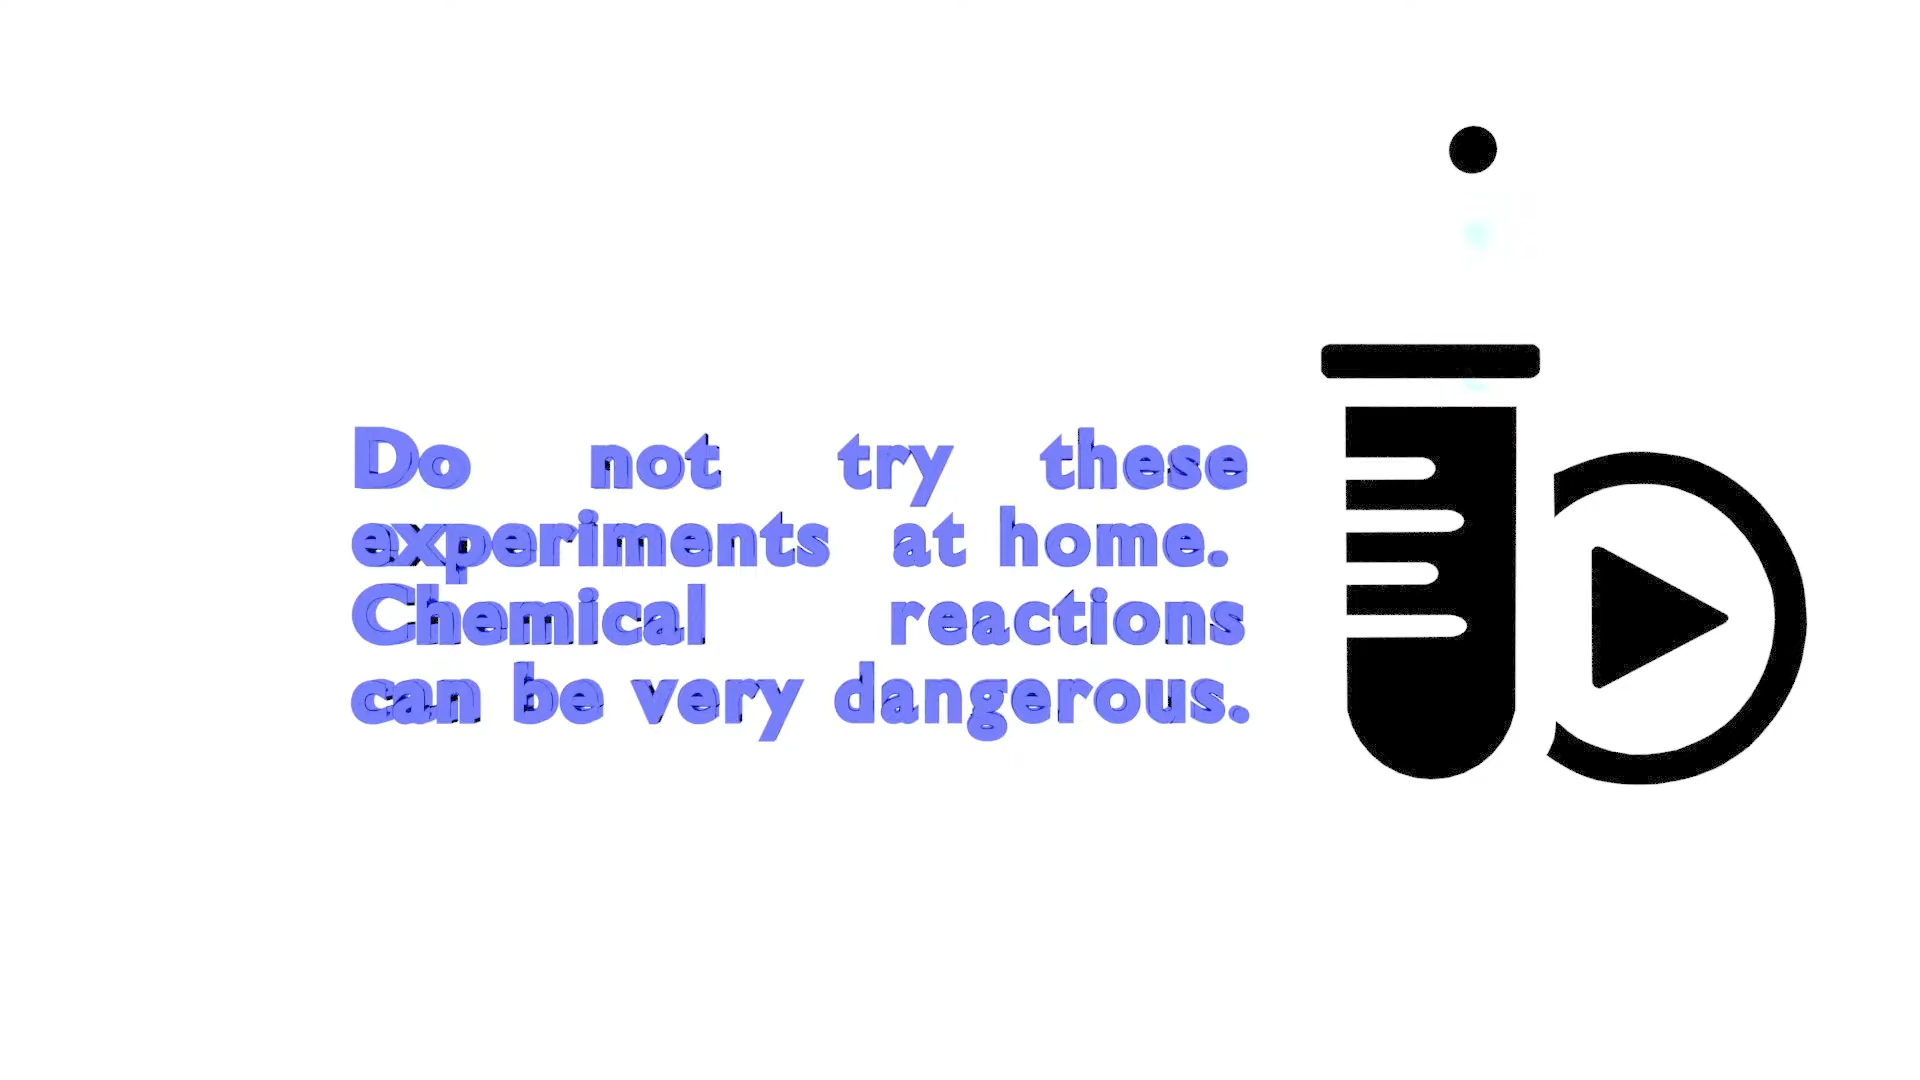 Do not try these
experiments at home.
Chemical reactions
can be very dangerous.